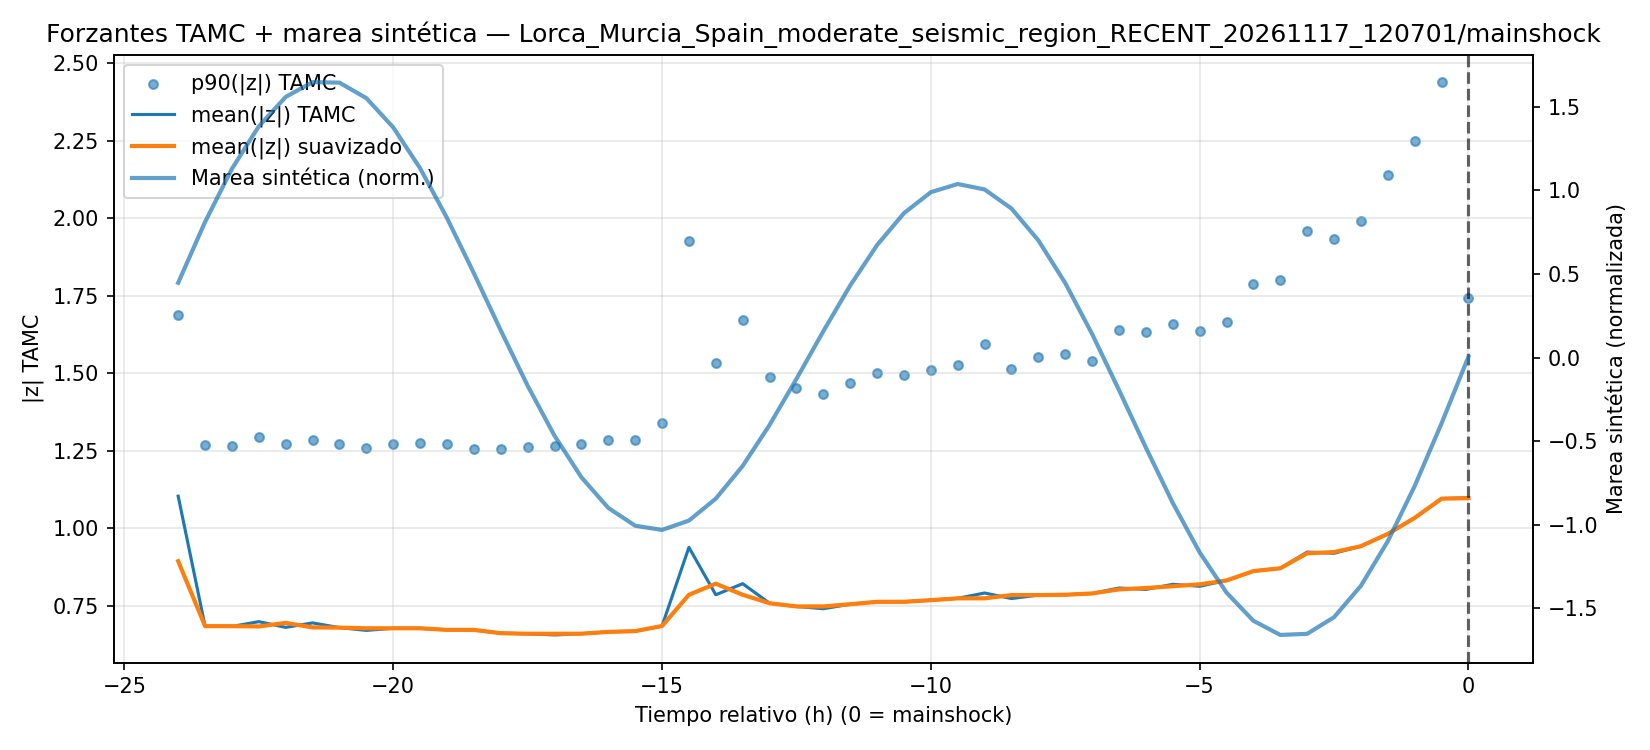 Forzantes TAMC + marea sintética — Lorca_Murcia_Spain_moderate_seismic_region_RECENT_20261117_120701/mainshock
p90(|z|) TAMC
mean(|z|) TAMC
mean(|z|) suavizado
Marea sintética (norm.)
2.50
2.25
2.00
1.75
1.50
1.25
1.00
0.75
|z| TAMC
1.5
1.0
0.5
0.0
−0.5
−1.0
−1.5
Marea sintética (normalizada)
−25
−20
−15
−10
−5
0
Tiempo relativo (h) (0 = mainshock)